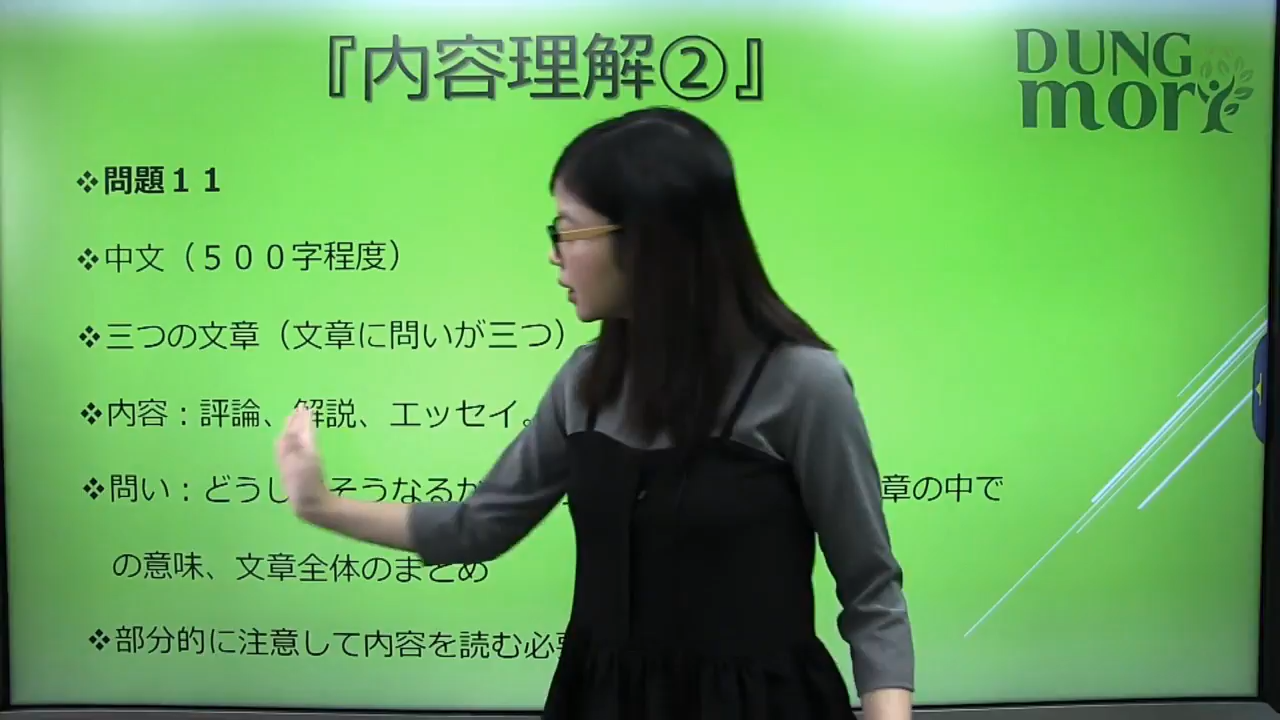 『内容理解②』
DUNG
mori
❖問題１１
❖中文（５００字程度）
❖三つの文章（文章に問いが三つ）
❖内容：評論、解説、エッセイ。
❖問い：どうし そうなるか 章の中で
の意味、文章全体のまとめ
❖部分的に注意して内容を読む必要